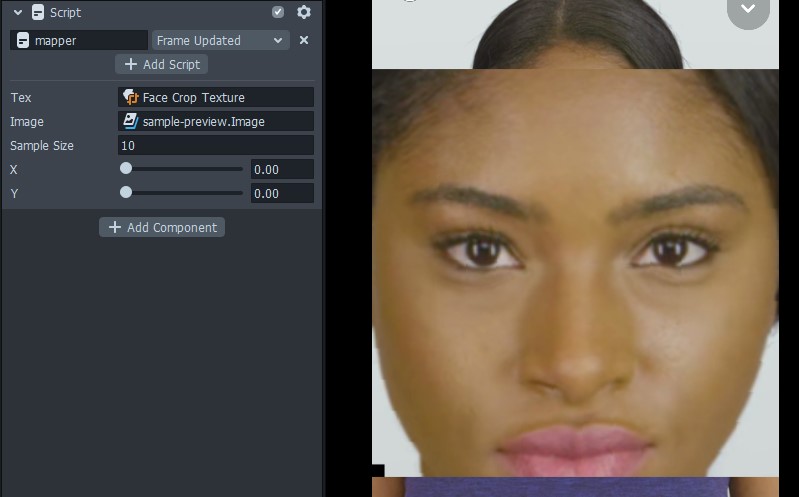 Script
mapper Frame Updated
Add Script
Tex Face Crop Texture
Image sample-preview.Image
Sample Size 10
X 0.00
Y 0.00
Add Component